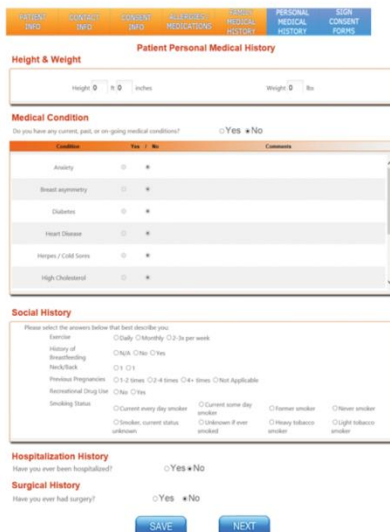 PATIENT INFO
CONTACT INFO
CONSENT INFO
ALLERGIES / MEDICATIONS
FAMILY MEDICAL HISTORY
PERSONAL MEDICAL HISTORY
SIGN CONSENT FORMS
Patient Personal Medical History
Height & Weight
Height 0 ft 0 inches Weight 0 lbs
Medical Condition
Do you have any current, past, or on-going medical conditions? Yes No
Condition Yes / No Comments
Anxiety
Breast asymmetry
Diabetes
Heart Disease
Herpes / Cold Sores
High Cholesterol
Social History
Please select the answers below that best describe you:
Exercise Daily Monthly 2-3x per week
History of Breastfeeding N/A No Yes
Neck/Back
Previous Pregnancies 1-2 times 2-4 times 4+ times Not Applicable
Recreational Drug Use No Yes
Smoking Status Current every day smoker Current some day smoker Former smoker Never smoker
Smoker, current status unknown Unknown if ever smoked Heavy tobacco smoker Light tobacco smoker
Hospitalization History
Have you ever been hospitalized? Yes No
Surgical History
Have you ever had surgery? Yes No
SAVE NEXT